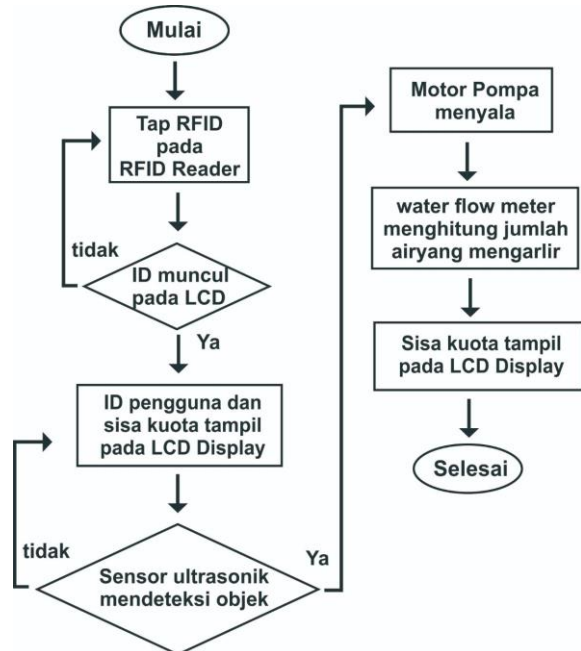 Mulai
Tap RFID
pada
RFID Reader
tidak
ID muncul
pada LCD
Ya
ID pengguna dan
sisa kuota tampil
pada LCD Display
tidak
Sensor ultrasonik
mendeteksi objek
Ya
Motor Pompa
menyala
water flow meter
menghitung jumlah
airyang mengarlir
Sisa kuota tampil
pada LCD Display
Selesai